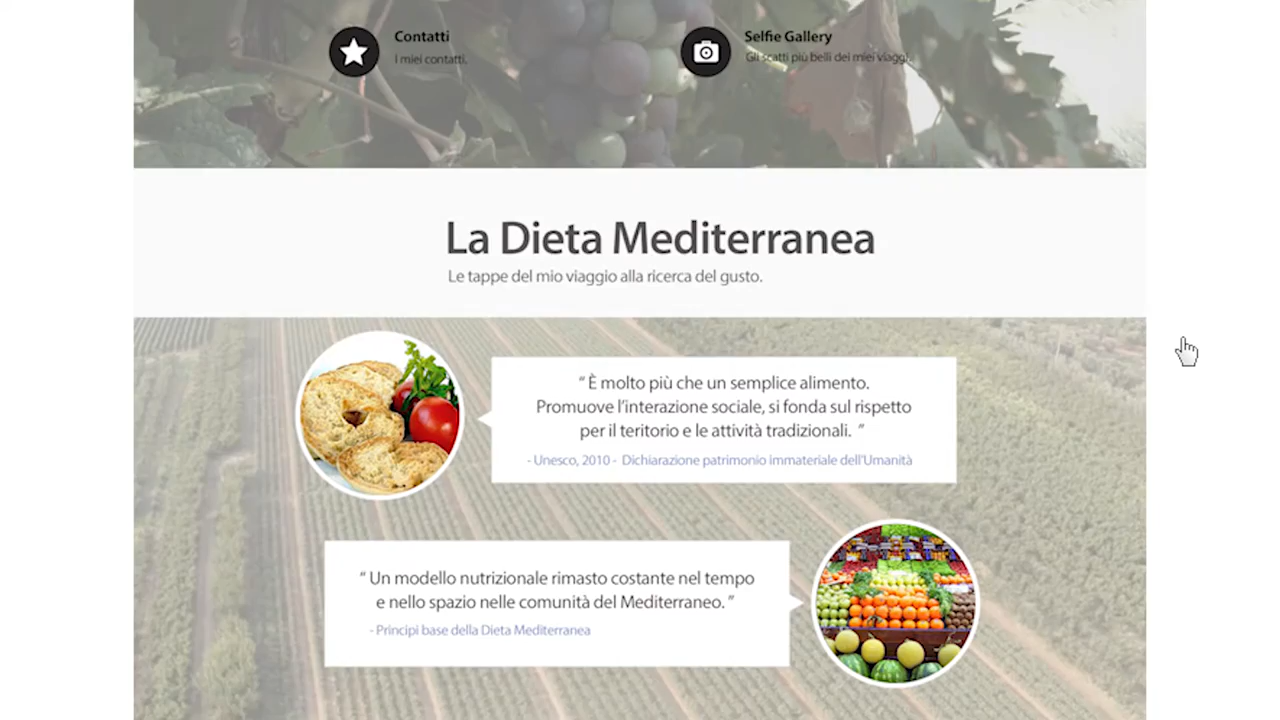 Contatti
I miei contatti.
Selfie Gallery
Gli scatti più belli dei miei viaggi.
La Dieta Mediterranea
Le tappe del mio viaggio alla ricerca del gusto.
“ È molto più che un semplice alimento.
Promuove l’interazione sociale, si fonda sul rispetto
per il teritorio e le attività tradizionali. ”
- Unesco, 2010 - Dichiarazione patrimonio immateriale dell’Umanità
“ Un modello nutrizionale rimasto costante nel tempo
e nello spazio nelle comunità del Mediterraneo. ”
- Principi base della Dieta Mediterranea